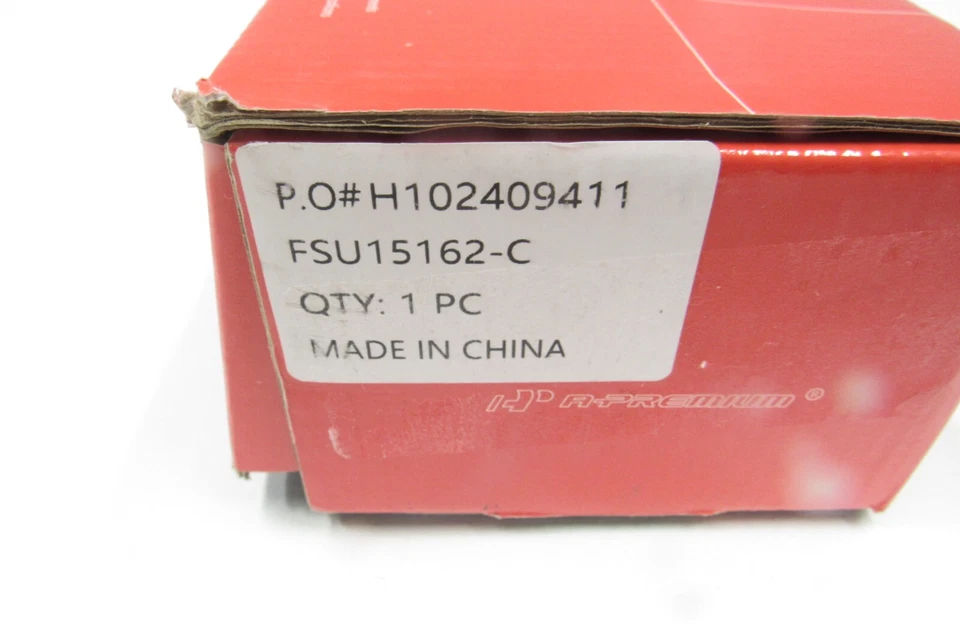 P.O# H102409411
FSU15162-C
QTY: 1 PC
MADE IN CHINA
A-PREMIUM ®